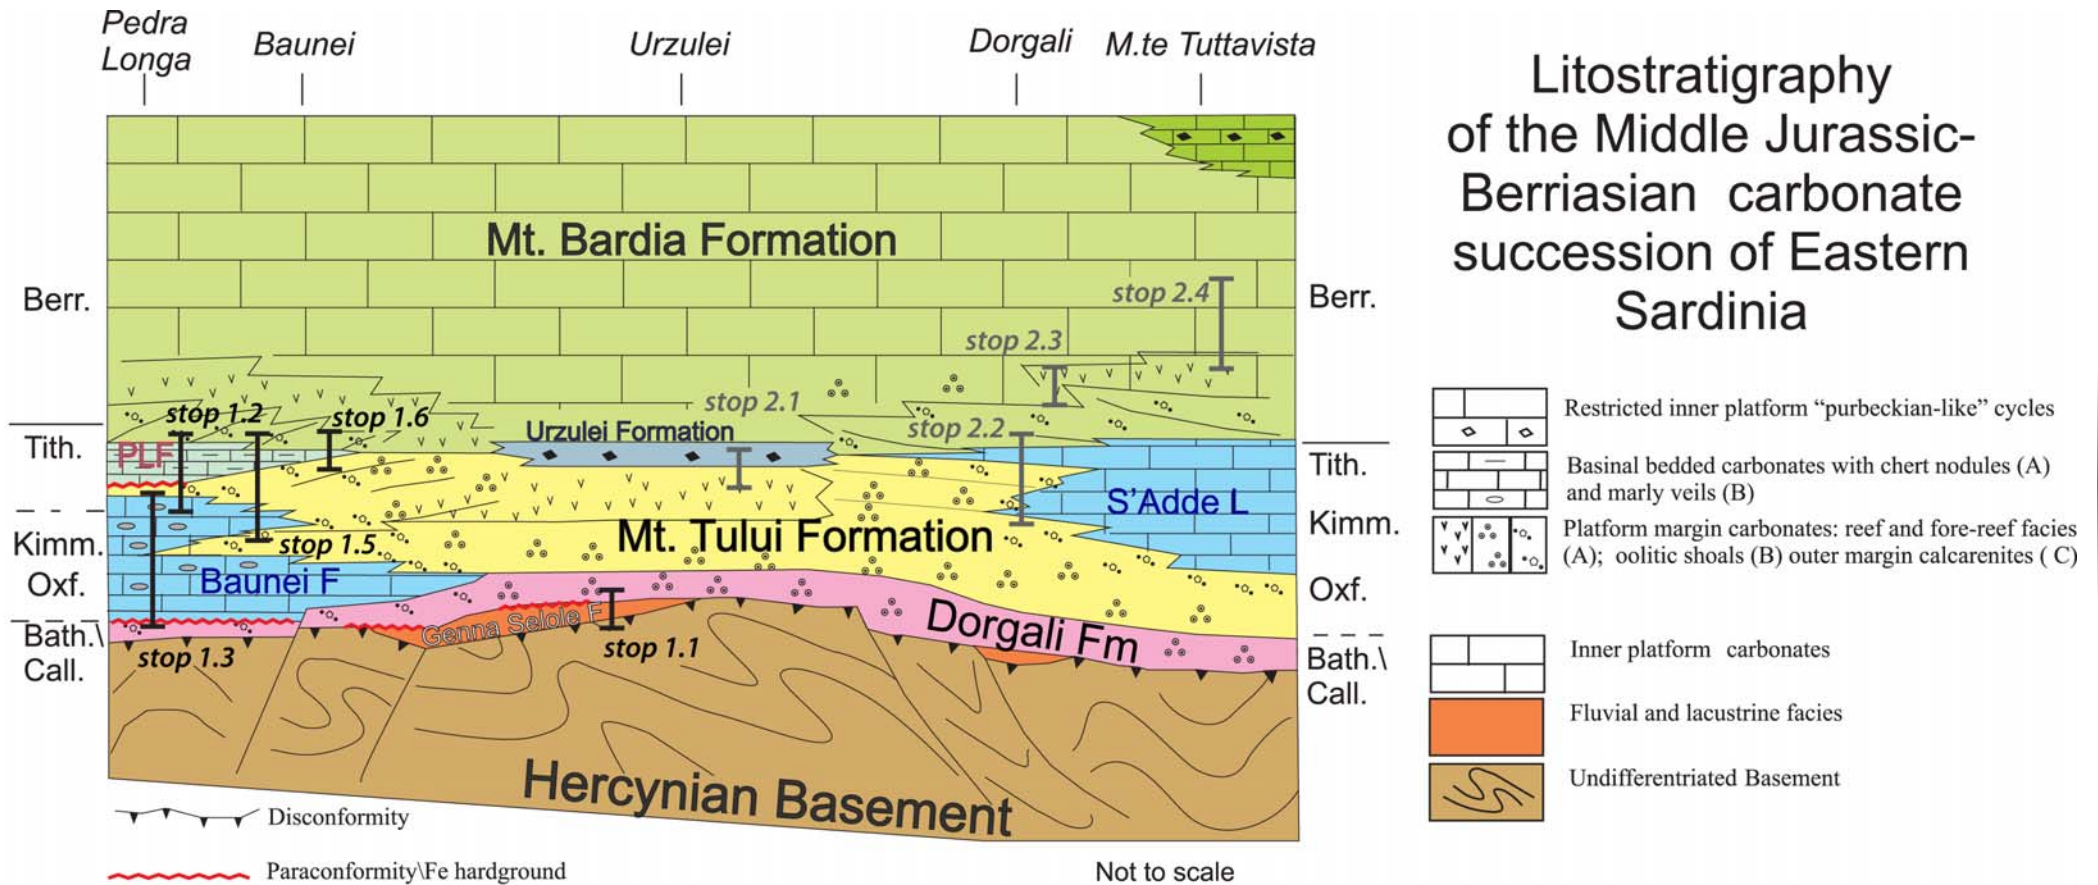 Pedra
Longa
Baunei
Urzulei
Dorgali
M.te Tuttavista
Litostratigraphy
of the Middle Jurassic-
Berriasian carbonate
succession of Eastern
Sardinia
Mt. Bardia Formation
Berr.
stop 2.4
Berr.
stop 2.3
stop 2.1
stop 1.2
stop 1.6
Urzulei Formation
stop 2.2
Tith.
PLF
Tith.
S'Adde L
Kimm.
stop 1.5
Mt. Tului Formation
Kimm.
Oxf.
Baunei F
Oxf.
Genna Selole F
Dorgali Fm
Bath.\
Call.
stop 1.3
stop 1.1
Bath.\
Call.
Hercynian Basement
Disconformity
Paraconformity\Fe hardground
Not to scale
Restricted inner platform “purbeckian-like” cycles
Basinal bedded carbonates with chert nodules (A)
and marly veils (B)
Platform margin carbonates: reef and fore-reef facies
(A); oolitic shoals (B) outer margin calcarenites ( C)
Inner platform carbonates
Fluvial and lacustrine facies
Undifferentriated Basement